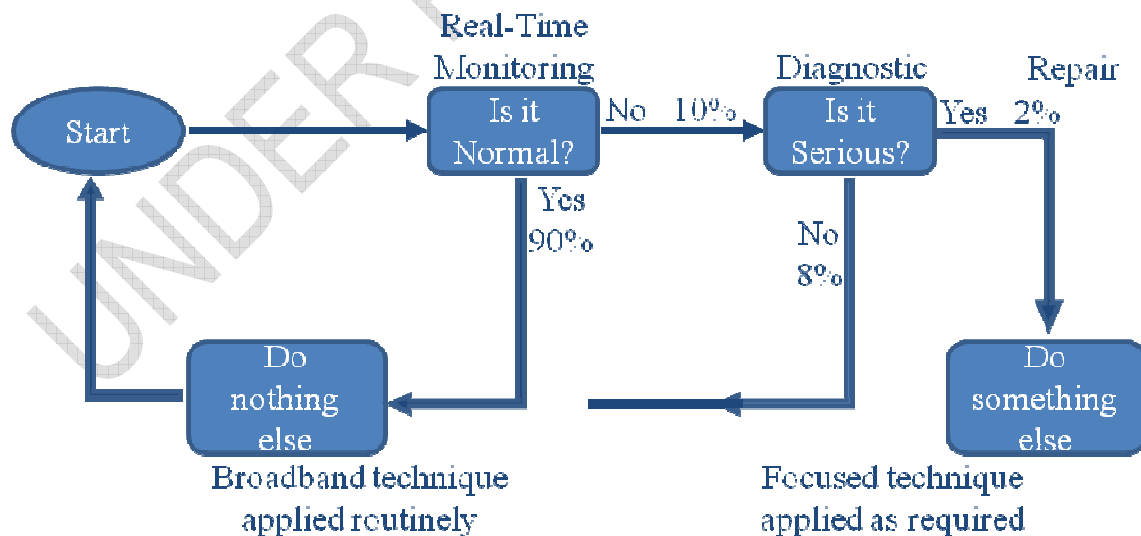 Real-Time
Monitoring
Diagnostic
Repair
Start
Is it
Normal?
No 10%
Is it
Serious?
Yes 2%
Yes
90%
No
8%
Do
nothing
else
Do
something
else
Broadband technique
applied routinely
Focused technique
applied as required
UNDER